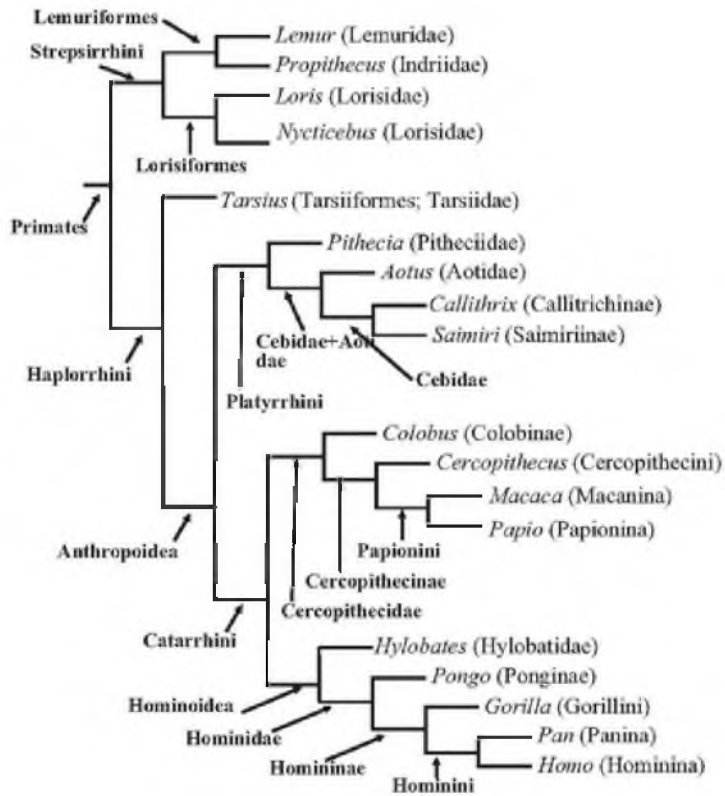 Lemuriformes
Lemur (Lemuridae)
Strepsirrhini
Propithecus (Indriidae)
Loris (Lorisidae)
Nycticebus (Lorisidae)
Lorisiformes
Tarsius (Tarsiiformes; Tarsiidae)
Primates
Pithecia (Pitheciidae)
Aotus (Aotidae)
Callithrix (Callitrichinae)
Saimiri (Saimiriinae)
Cebidae+Aoti
dae
Haplorrhini
Cebidae
Platyrrhini
Colobus (Colobinae)
Cercopithecus (Cercopithecini)
Macaca (Macanina)
Papio (Papionina)
Anthropoidea
Papionini
Cercopithecinae
Cercopithecidae
Catarrhini
Hylobates (Hylobatidae)
Pongo (Ponginae)
Hominoidea
Gorilla (Gorillini)
Hominidae
Pan (Panina)
Homininae
Homo (Hominina)
Hominini